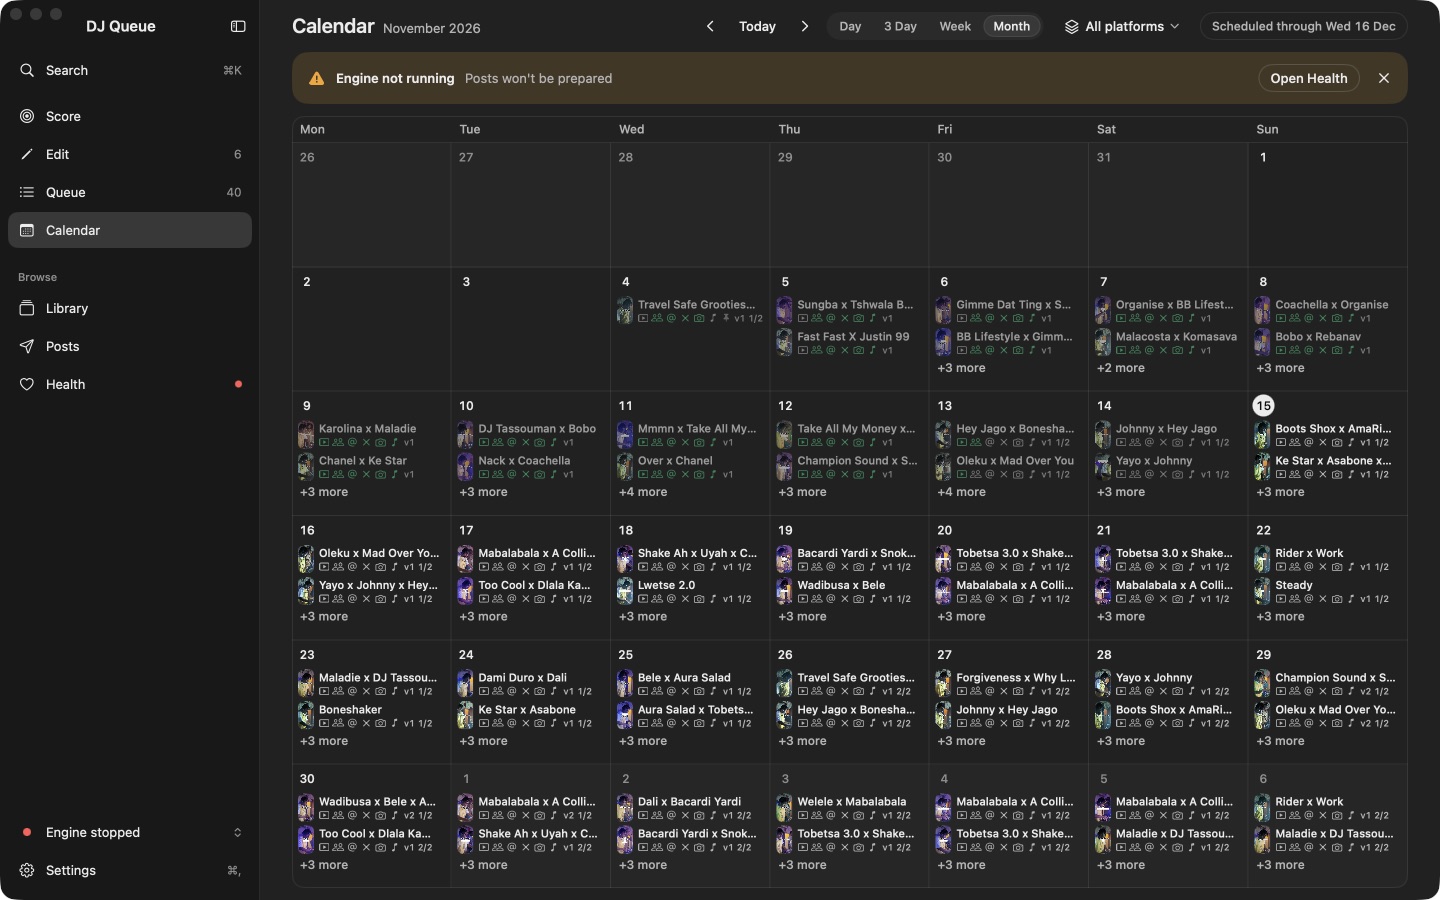 DJ Queue
Search ⌘K
Score
Edit 6
Queue 40
Calendar
Browse
Library
Posts
Health
Engine stopped
Settings ⌘,
Calendar November 2026
Today
Day 3 Day Week Month
All platforms
Scheduled through Wed 16 Dec
Engine not running Posts won't be prepared
Open Health
Mon Tue Wed Thu Fri Sat Sun
26 27 28 29 30 31 1
2 3 4 5 6 7 8
Travel Safe Grooties... Sungba x Tshwala B... Gimme Dat Ting x S... Organise x BB Lifest... Coachella x Organise
v1 1/2 v1 v1 v1 v1
Fast Fast X Justin 99 BB Lifestyle x Gimm... Malacosta x Komasava Bobo x Rebanav
v1 v1 v1 v1
+3 more +2 more +3 more
9 10 11 12 13 14 15
Karolina x Maladie DJ Tassouman x Bobo Mmmn x Take All My... Take All My Money x... Hey Jago x Bonesha... Johnny x Hey Jago Boots Shox x AmaRi...
v1 v1 v1 v1 v1 1/2 v1 1/2 v1 1/2
Chanel x Ke Star Nack x Coachella Over x Chanel Champion Sound x S... Oleku x Mad Over You Yayo x Johnny Ke Star x Asabone x...
v1 v1 v1 v1 v1 1/2 v1 1/2 v1 1/2
+3 more +3 more +4 more +3 more +4 more +3 more +3 more
16 17 18 19 20 21 22
Oleku x Mad Over Yo... Mabalabala x A Colli... Shake Ah x Uyah x C... Bacardi Yardi x Snok... Tobetsa 3.0 x Shake... Tobetsa 3.0 x Shake... Rider x Work
v1 1/2 v1 1/2 v1 1/2 v1 1/2 v1 1/2 v1 1/2 v1 1/2
Yayo x Johnny x Hey... Too Cool x Dlala Ka... Lwetse 2.0 Wadibusa x Bele Mabalabala x A Colli... Mabalabala x A Colli... Steady
v1 1/2 v1 1/2 v1 1/2 v1 1/2 v1 1/2 v1 1/2 v1 1/2
+3 more +3 more +3 more +3 more +3 more +3 more +3 more
23 24 25 26 27 28 29
Maladie x DJ Tassou... Dami Duro x Dali Bele x Aura Salad Travel Safe Grooties... Forgiveness x Why L... Yayo x Johnny Champion Sound x S...
v1 1/2 v1 1/2 v1 1/2 v1 2/2 v1 2/2 v1 2/2 v2 1/2
Boneshaker Ke Star x Asabone Aura Salad x Tobets... Hey Jago x Bonesha... Johnny x Hey Jago Boots Shox x AmaRi... Oleku x Mad Over Yo...
v1 1/2 v1 1/2 v1 1/2 v1 2/2 v1 2/2 v1 2/2 v2 1/2
+3 more +3 more +3 more +3 more +3 more +3 more +3 more
30 1 2 3 4 5 6
Wadibusa x Bele x A... Mabalabala x A Colli... Dali x Bacardi Yardi Welele x Mabalabala Mabalabala x A Colli... Mabalabala x A Colli... Rider x Work
v2 1/2 v2 1/2 v1 2/2 v1 2/2 v1 2/2 v1 2/2 v1 2/2
Too Cool x Dlala Ka... Shake Ah x Uyah x C... Bacardi Yardi x Snok... Tobetsa 3.0 x Shake... Tobetsa 3.0 x Shake... Maladie x DJ Tassou... Maladie x DJ Tassou...
v1 2/2 v1 2/2 v1 2/2 v1 2/2 v1 2/2 v1 2/2 v1 2/2
+3 more +3 more +3 more +3 more +3 more +3 more +3 more